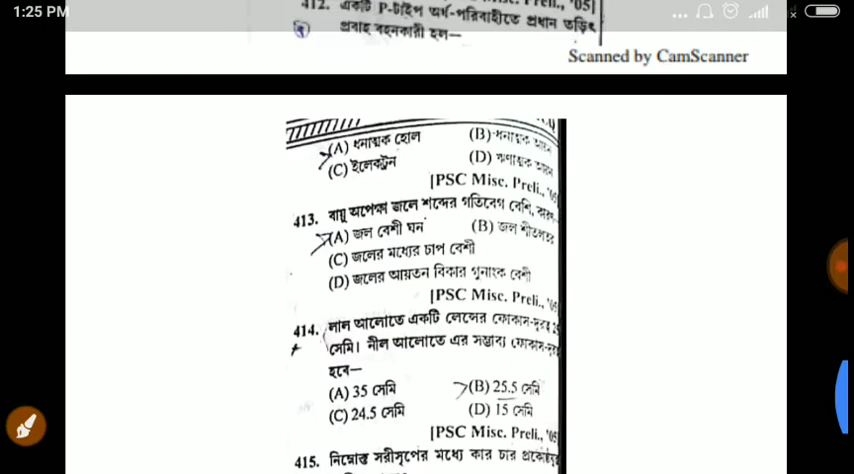 1:25 PM
412. একটি P-টাইপ অর্ধ-পরিবাহীতে প্রধান তড়িৎ
প্রবাহ বহনকারী হল—
Scanned by CamScanner
(A) ধনাত্মক হোল (B) ধনাত্মক
(C) ইলেকট্রন (D) ঋণাত্মক
[PSC Misc. Preli.,
413. বায়ু অপেক্ষা জলে শব্দের গতিবেগ বেশি,
(A) জল বেশী ঘন (B) জল
(C) জলের মধ্যের চাপ বেশী
(D) জলের আয়তন বিকার গুনাংক বেশী
[PSC Misc. Preli.,
414. লাল আলোতে একটি লেন্সের ফোকাস-দূরত্ব
সেমি। নীল আলোতে এর সম্ভাব্য ফোকাস-
হবে—
(A) 35 সেমি (B) 25.5 সেমি
(C) 24.5 সেমি (D) 15 সেমি
[PSC Misc. Preli., '05
415. নিম্নোক্ত সরীসৃপের মধ্যে কার চার